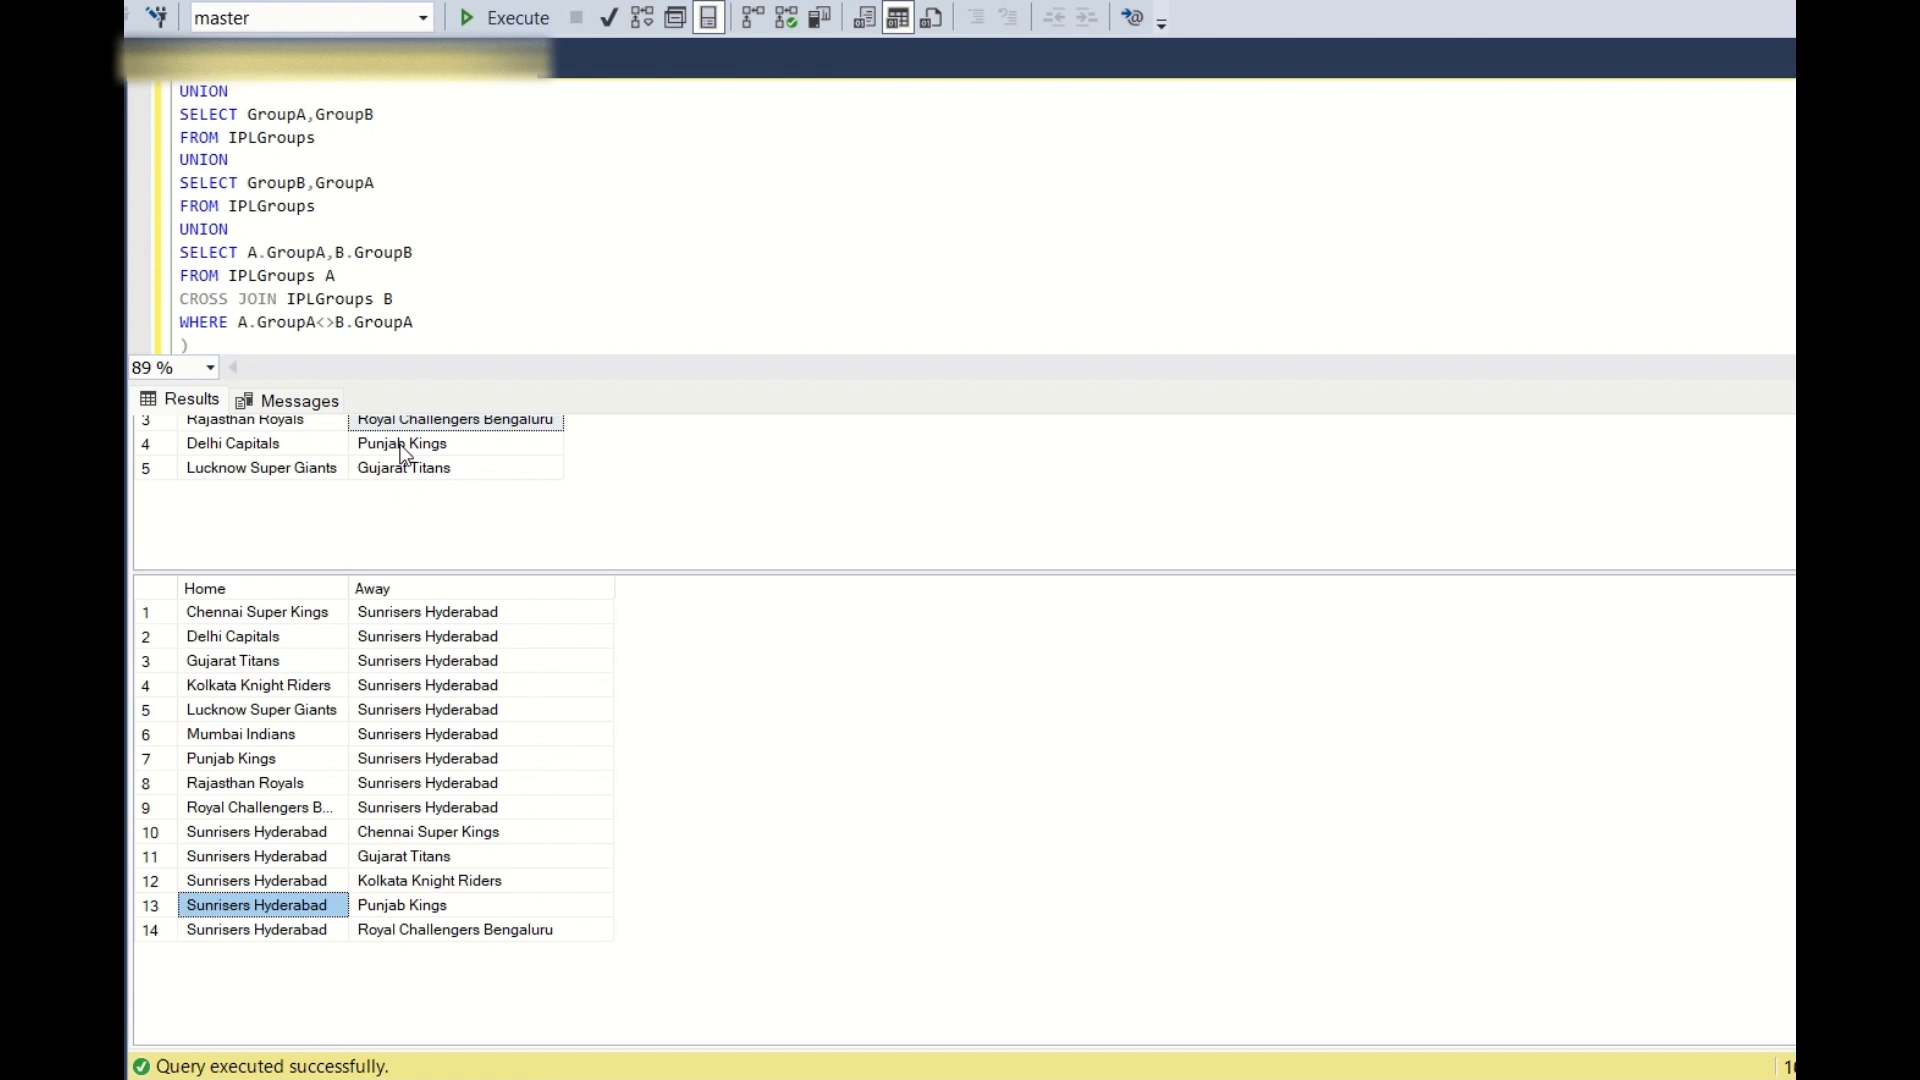 master
Execute
UNION
SELECT GroupA,GroupB
FROM IPLGroups
UNION
SELECT GroupB,GroupA
FROM IPLGroups
UNION
SELECT A.GroupA,B.GroupB
FROM IPLGroups A
CROSS JOIN IPLGroups B
WHERE A.GroupA<>B.GroupA
)
89 %
Results Messages
3 Rajasthan Royals Royal Challengers Bengaluru
4 Delhi Capitals Punjab Kings
5 Lucknow Super Giants Gujarat Titans
Home Away
1 Chennai Super Kings Sunrisers Hyderabad
2 Delhi Capitals Sunrisers Hyderabad
3 Gujarat Titans Sunrisers Hyderabad
4 Kolkata Knight Riders Sunrisers Hyderabad
5 Lucknow Super Giants Sunrisers Hyderabad
6 Mumbai Indians Sunrisers Hyderabad
7 Punjab Kings Sunrisers Hyderabad
8 Rajasthan Royals Sunrisers Hyderabad
9 Royal Challengers B... Sunrisers Hyderabad
10 Sunrisers Hyderabad Chennai Super Kings
11 Sunrisers Hyderabad Gujarat Titans
12 Sunrisers Hyderabad Kolkata Knight Riders
13 Sunrisers Hyderabad Punjab Kings
14 Sunrisers Hyderabad Royal Challengers Bengaluru
Query executed successfully.